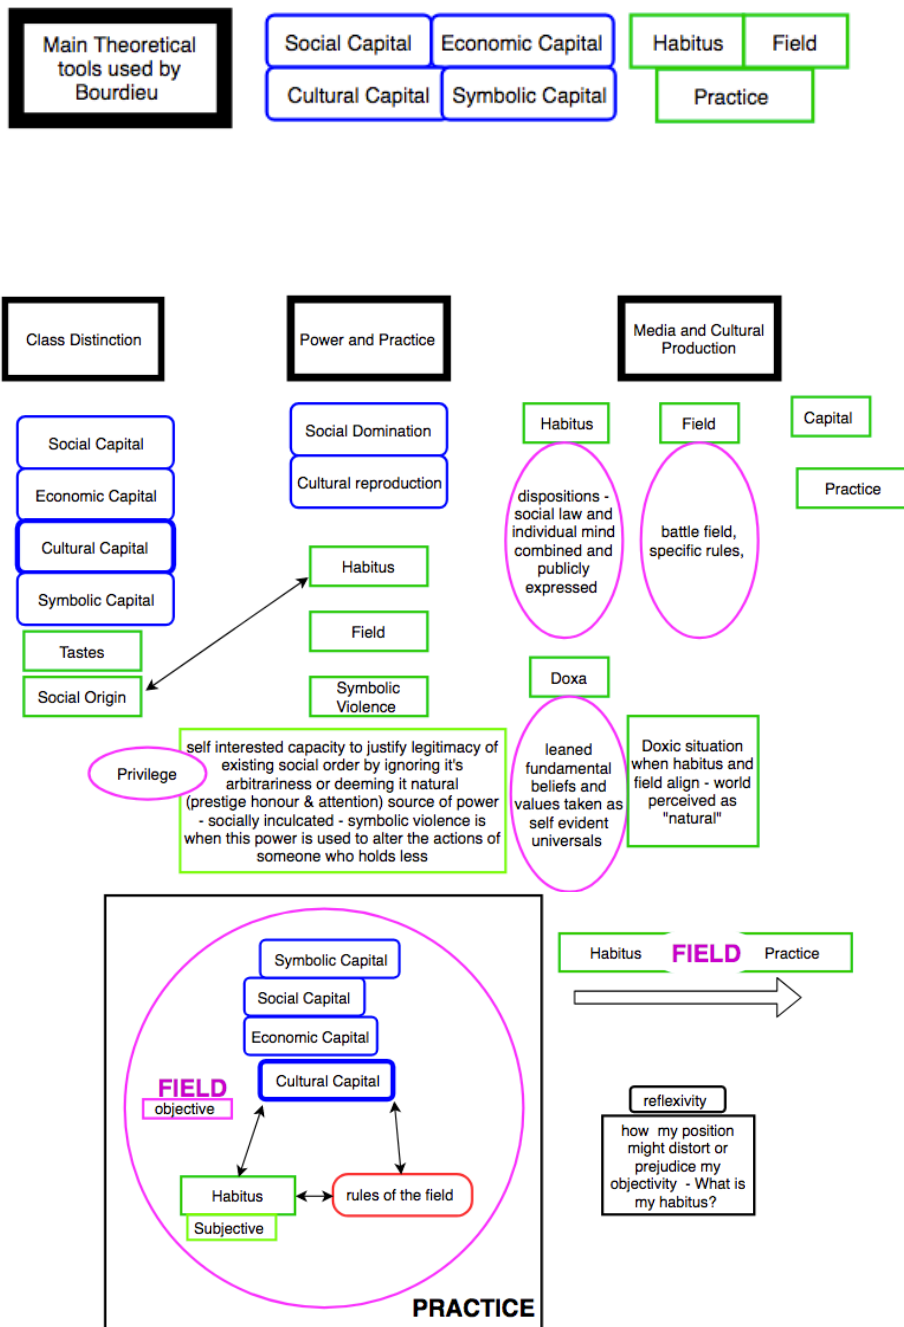 Main Theoretical
tools used by
Bourdieu
Social Capital
Economic Capital
Cultural Capital
Symbolic Capital
Habitus
Field
Practice
Class Distinction
Power and Practice
Media and Cultural
Production
Social Capital
Economic Capital
Cultural Capital
Symbolic Capital
Tastes
Social Origin
Social Domination
Cultural reproduction
Habitus
Field
Symbolic
Violence
Habitus
Field
Capital
Practice
dispositions -
social law and
individual mind
combined and
publicly
expressed
battle field,
specific rules,
Doxa
leaned
fundamental
beliefs and
values taken as
self evident
universals
Doxic situation
when habitus and
field align - world
perceived as
"natural"
Privilege
self interested capacity to justify legitimacy of
existing social order by ignoring it's
arbitrariness or deeming it natural
(prestige honour & attention) source of power
- socially inculcated - symbolic violence is
when this power is used to alter the actions of
someone who holds less
Symbolic Capital
Social Capital
Economic Capital
Cultural Capital
FIELD
objective
Habitus
Subjective
rules of the field
PRACTICE
Habitus
FIELD
Practice
reflexivity
how my position
might distort or
prejudice my
objectivity - What is
my habitus?